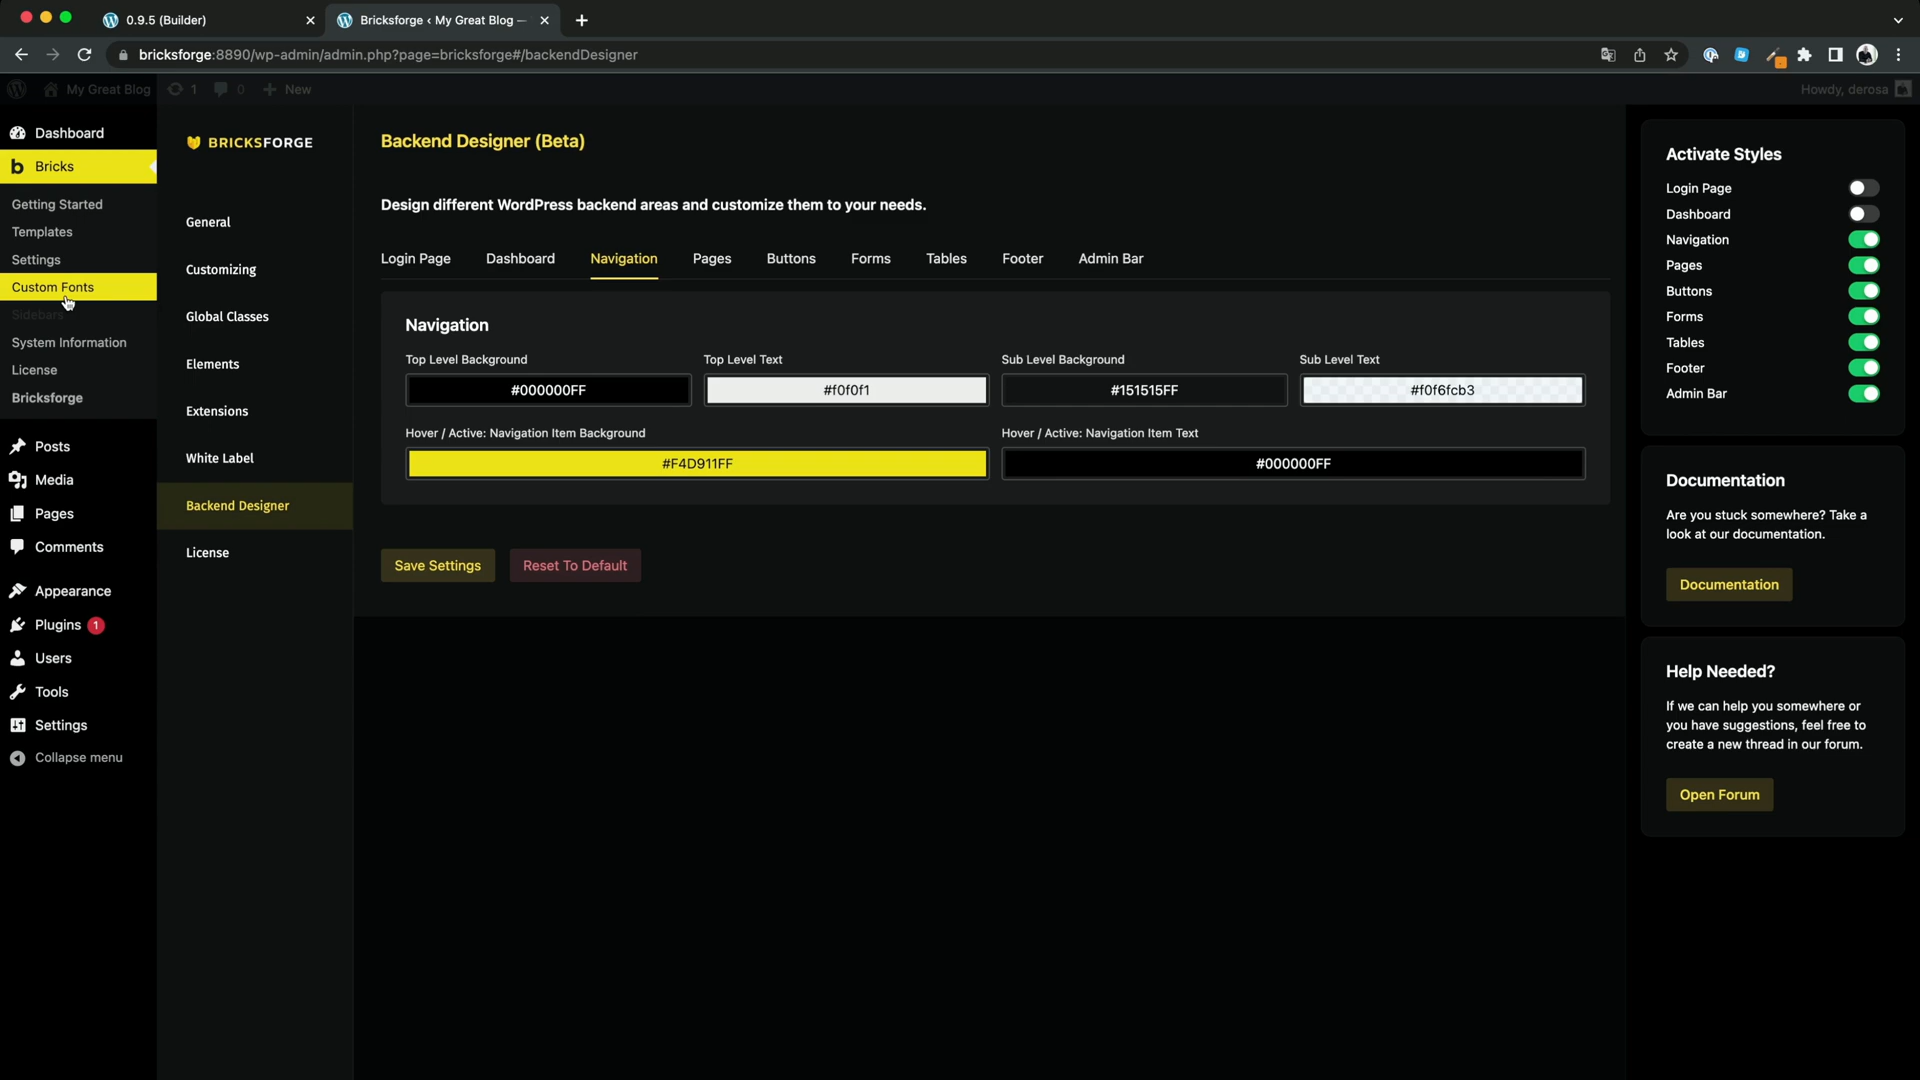 0.9.5 (Builder)
Bricksforge ‹ My Great Blog —
bricksforge:8890/wp-admin/admin.php?page=bricksforge#/backendDesigner
My Great Blog
1
0
New
Howdy, derosa
Dashboard
Bricks
Getting Started
Templates
Settings
Custom Fonts
Sidebars
System Information
License
Bricksforge
Posts
Media
Pages
Comments
Appearance
Plugins 1
Users
Tools
Settings
Collapse menu
BRICKSFORGE
General
Customizing
Global Classes
Elements
Extensions
White Label
Backend Designer
License
Backend Designer (Beta)
Design different WordPress backend areas and customize them to your needs.
Login Page Dashboard Navigation Pages Buttons Forms Tables Footer Admin Bar
Navigation
Top Level Background Top Level Text Sub Level Background Sub Level Text
#000000FF #f0f0f1 #151515FF #f0f6fcb3
Hover / Active: Navigation Item Background Hover / Active: Navigation Item Text
#F4D911FF #000000FF
Save Settings Reset To Default
Activate Styles
Login Page
Dashboard
Navigation
Pages
Buttons
Forms
Tables
Footer
Admin Bar
Documentation
Are you stuck somewhere? Take a
look at our documentation.
Documentation
Help Needed?
If we can help you somewhere or
you have suggestions, feel free to
create a new thread in our forum.
Open Forum